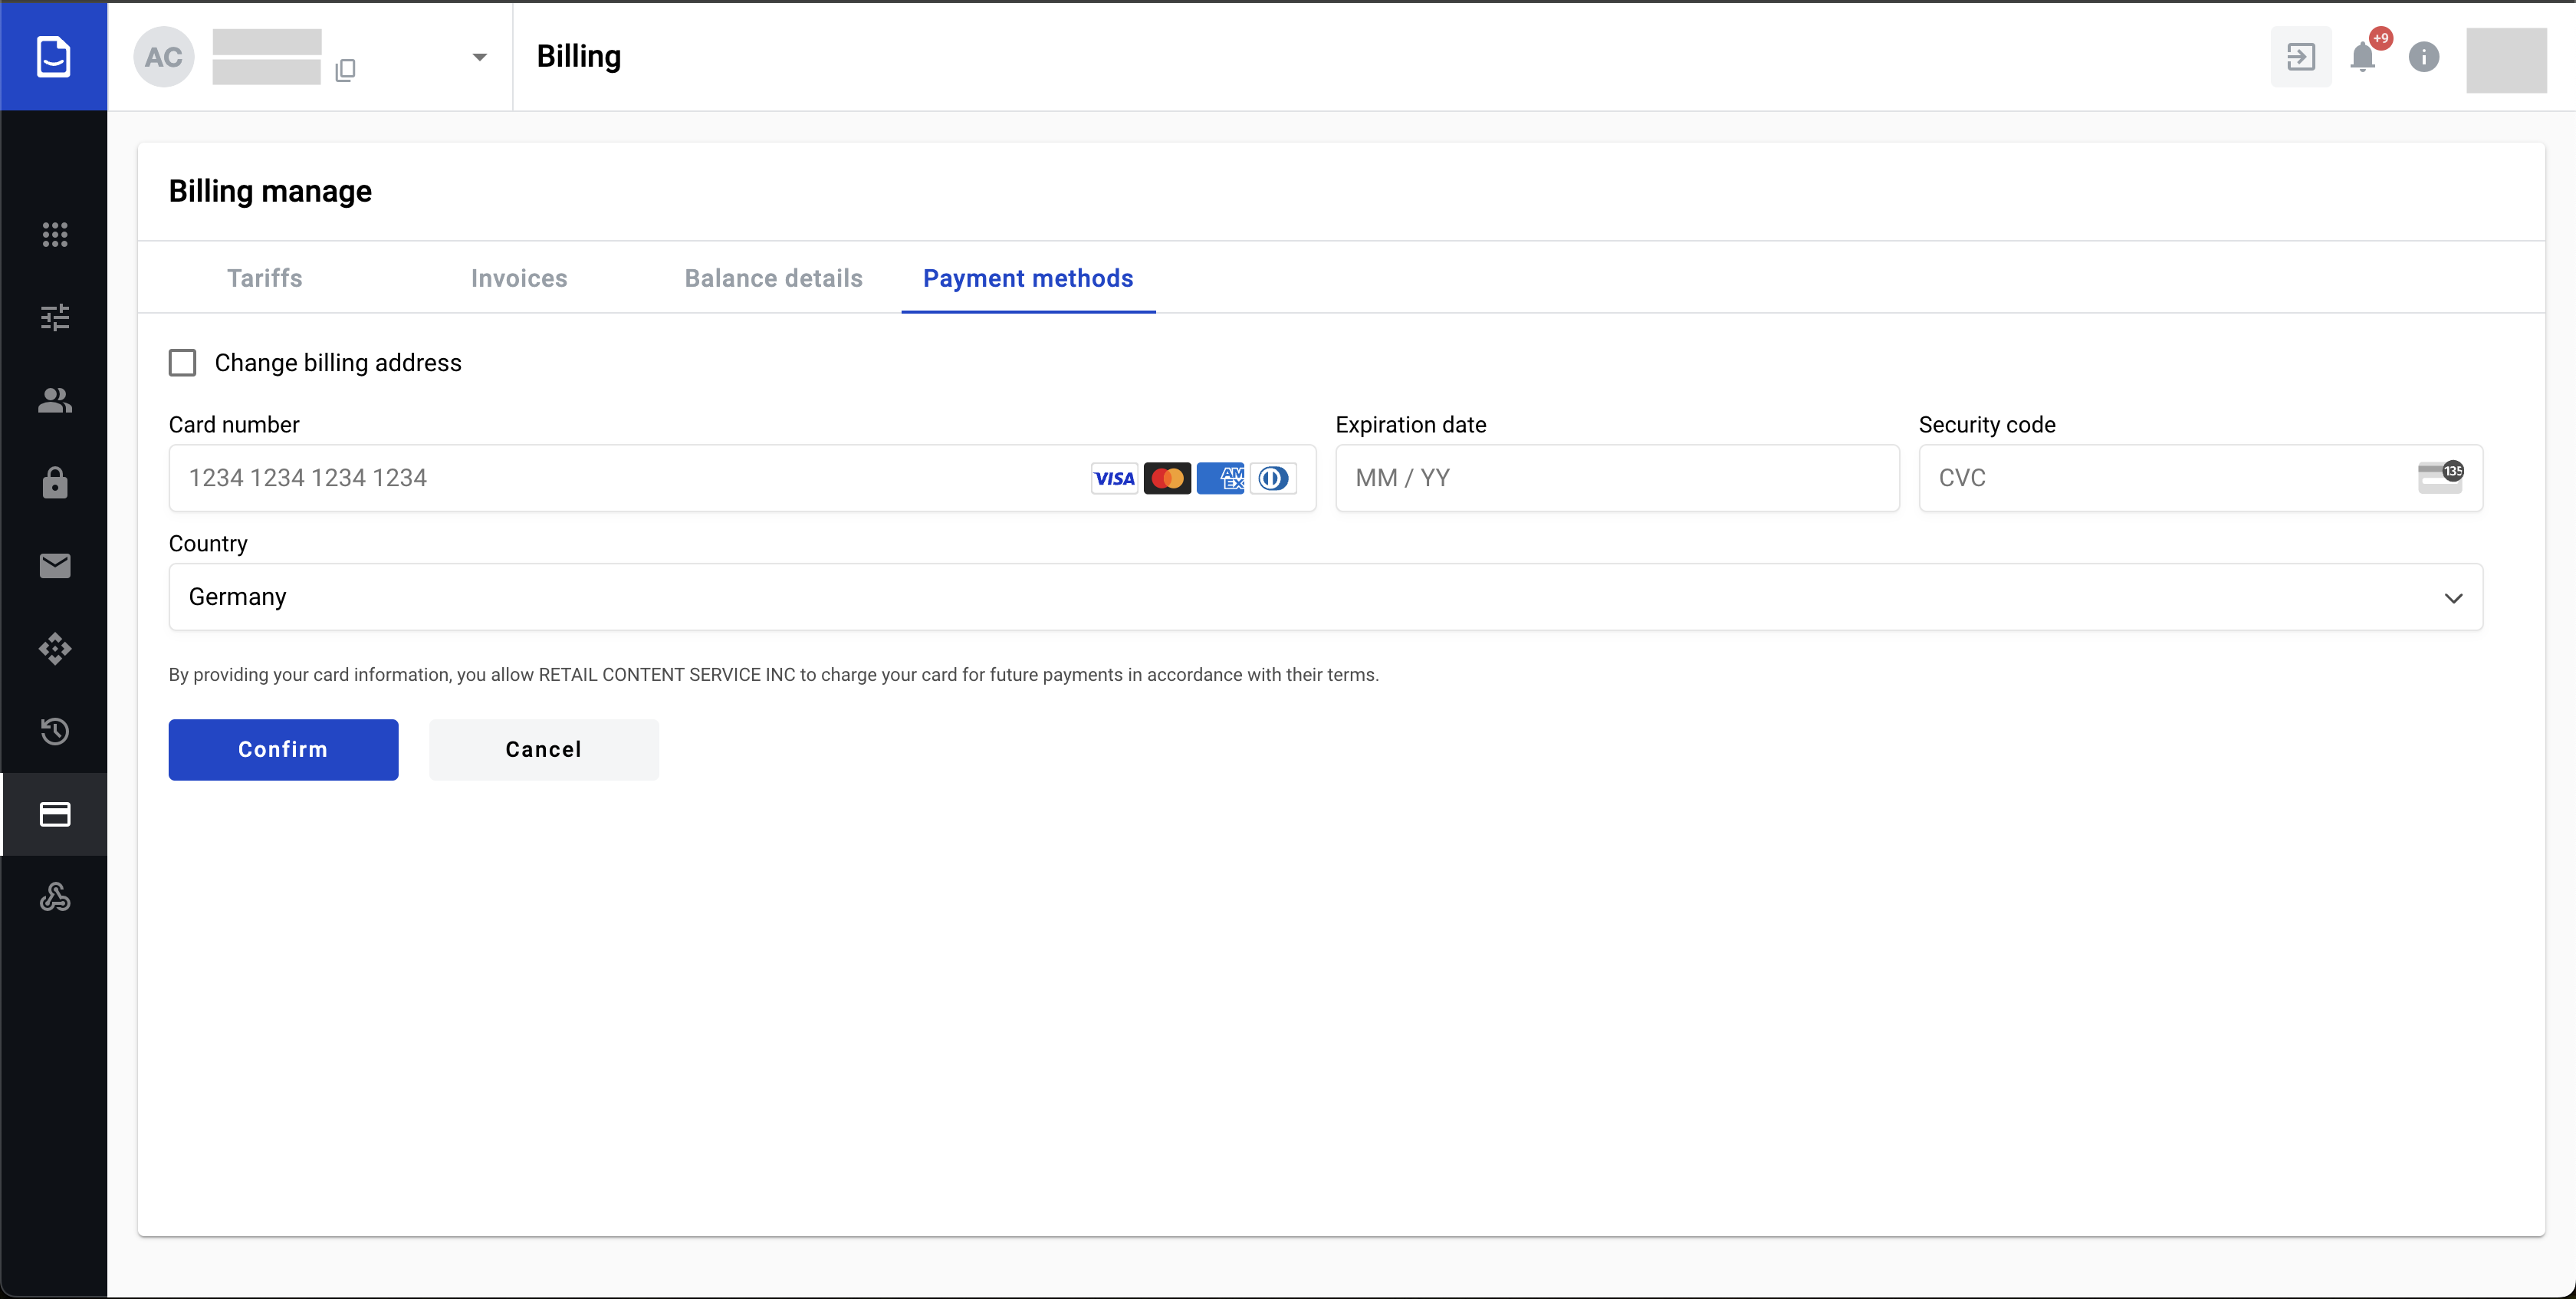 AC
Billing
+9
Billing manage
Tariffs
Invoices
Balance details
Payment methods
Change billing address
Card number
Expiration date
Security code
1234 1234 1234 1234
VISA
AM
EX
MM / YY
CVC
135
Country
Germany
By providing your card information, you allow RETAIL CONTENT SERVICE INC to charge your card for future payments in accordance with their terms.
Confirm
Cancel